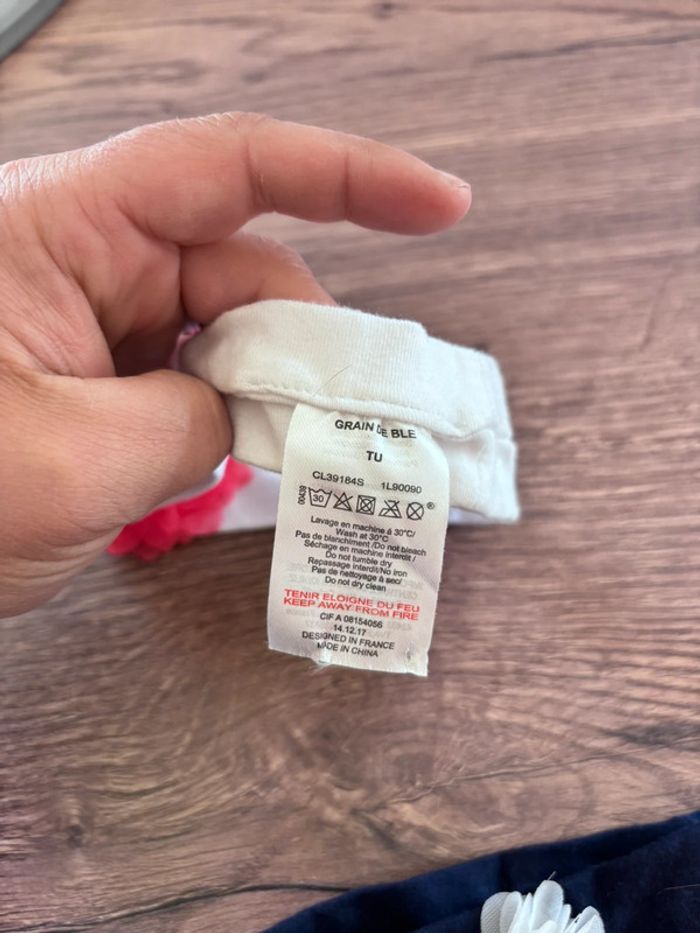 GRAIN DE BLE
TU
CL39184S 1L90090
00439
30
®
Lavage en machine à 30°C/
Wash at 30°C
Pas de blanchiment /Do not bleach
Séchage en machine interdit /
Do not tumble dry
Repassage interdit/No iron
Pas de nettoyage à sec/
Do not dry clean
TENIR ELOIGNE DU FEU
KEEP AWAY FROM FIRE
CIF A 08154056
14.12.17
DESIGNED IN FRANCE
MADE IN CHINA